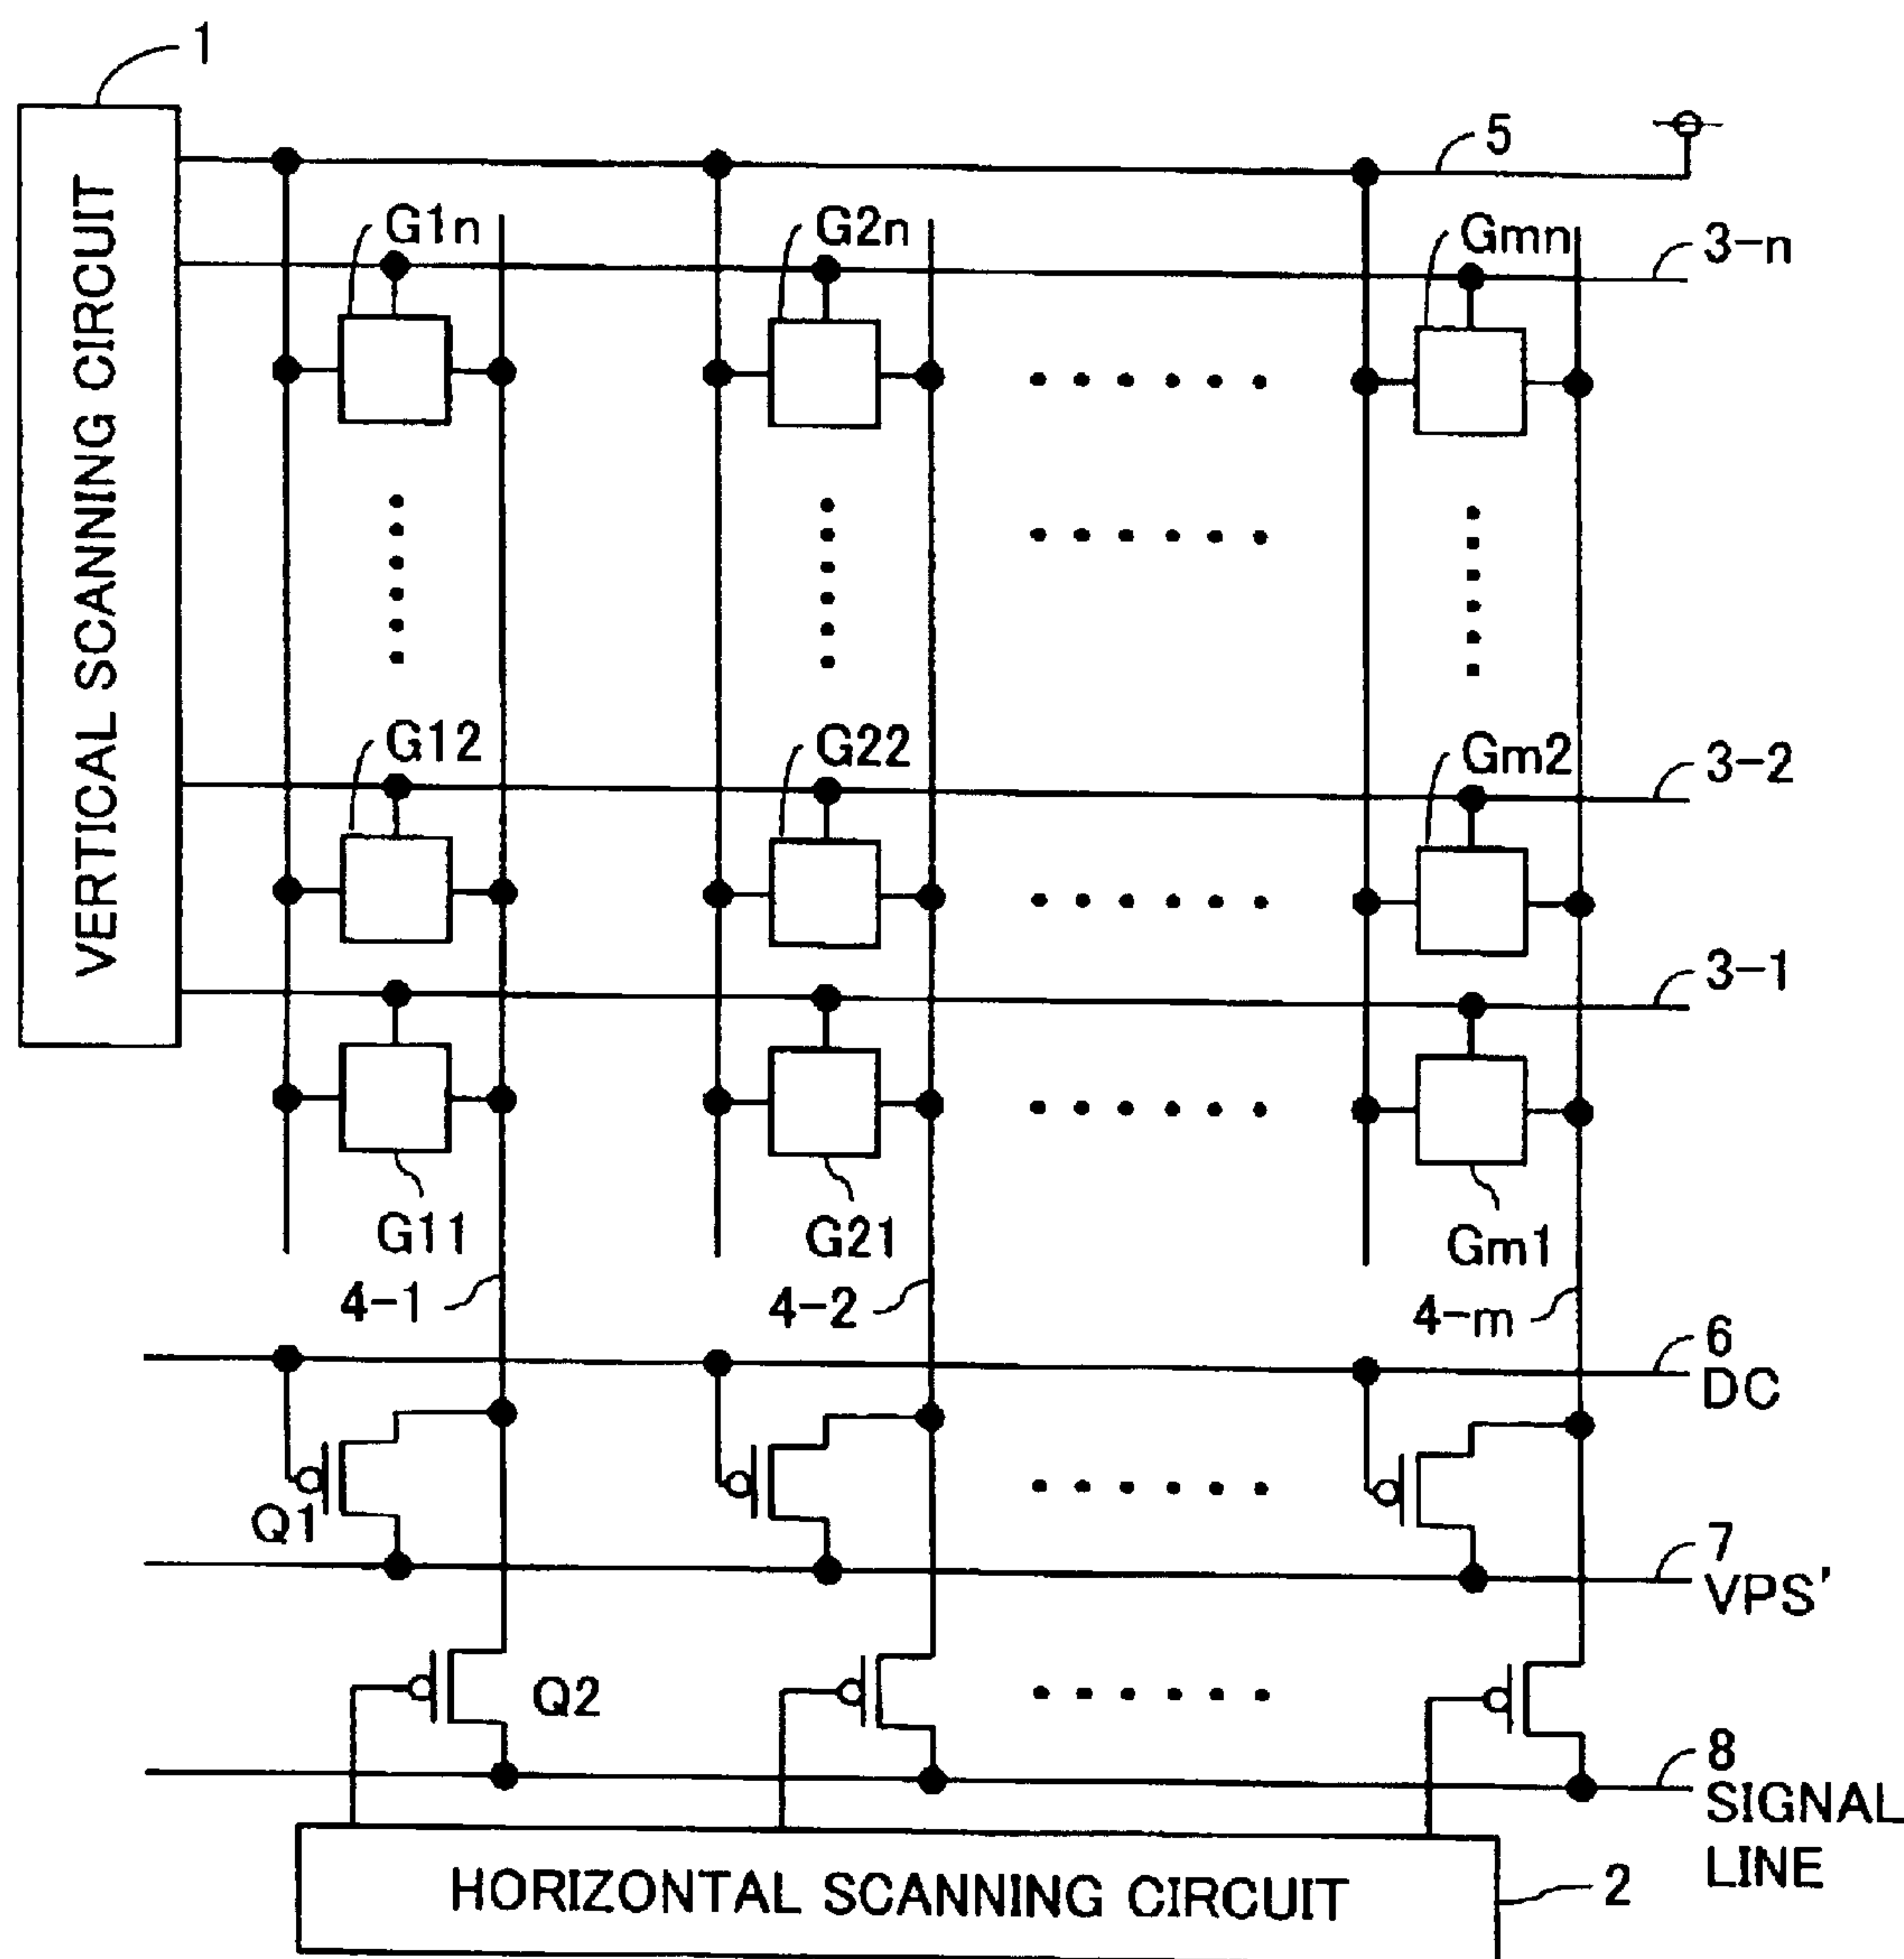 1
VERTICAL SCANNING CIRCUIT
5
G1n
G2n
Gmn
3-n
G12
G22
Gm2
3-2
3-1
G11
G21
Gm1
4-1
4-2
4-m
6
DC
Q1
7
VPS'
Q2
8
SIGNAL
LINE
HORIZONTAL SCANNING CIRCUIT
2